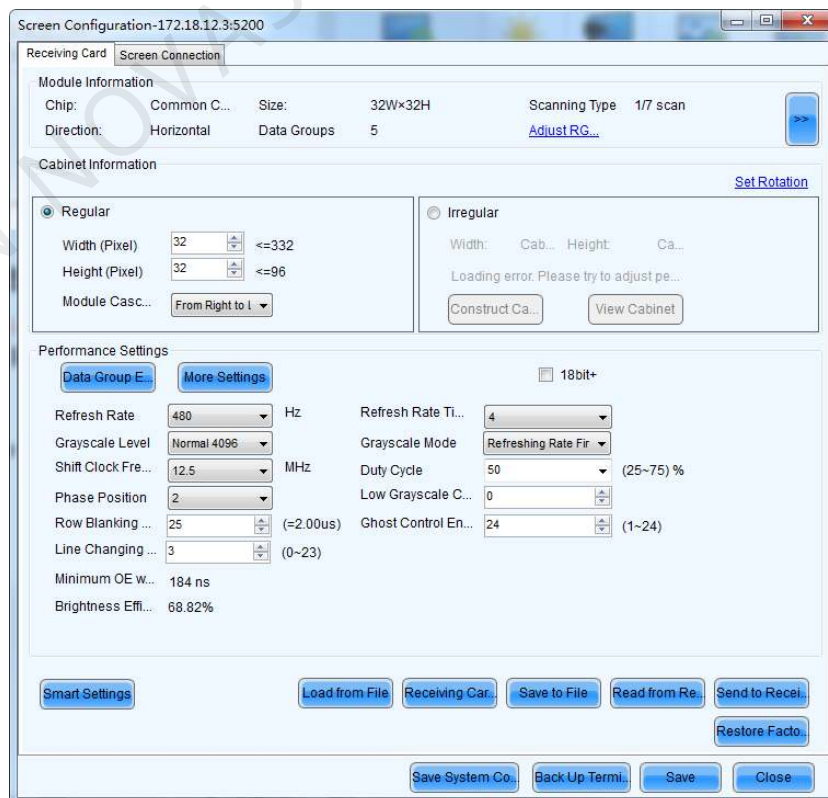 Screen Configuration-172.18.12.3:5200
Receiving Card Screen Connection
Module Information
Chip: Common C... Size: 32W×32H Scanning Type 1/7 scan
Direction: Horizontal Data Groups 5 Adjust RG...
>>
Cabinet Information
Set Rotation
Regular Irregular
Width (Pixel) 32 <=332 Width: Cab... Height: Ca...
Height (Pixel) 32 <=96 Loading error. Please try to adjust pe...
Module Casc... From Right to L Construct Ca... View Cabinet
Performance Settings
Data Group E... More Settings 18bit+
Refresh Rate 480 Hz Refresh Rate Ti... 4
Grayscale Level Normal 4096 Grayscale Mode Refreshing Rate Fir
Shift Clock Fre... 12.5 MHz Duty Cycle 50 (25~75) %
Phase Position 2 Low Grayscale C... 0
Row Blanking ... 25 (=2.00us) Ghost Control En... 24 (1~24)
Line Changing ... 3 (0~23)
Minimum OE w... 184 ns
Brightness Effi... 68.82%
Smart Settings Load from File Receiving Car... Save to File Read from Re... Send to Recei...
Restore Facto...
Save System Co... Back Up Termi... Save Close
NOVAS